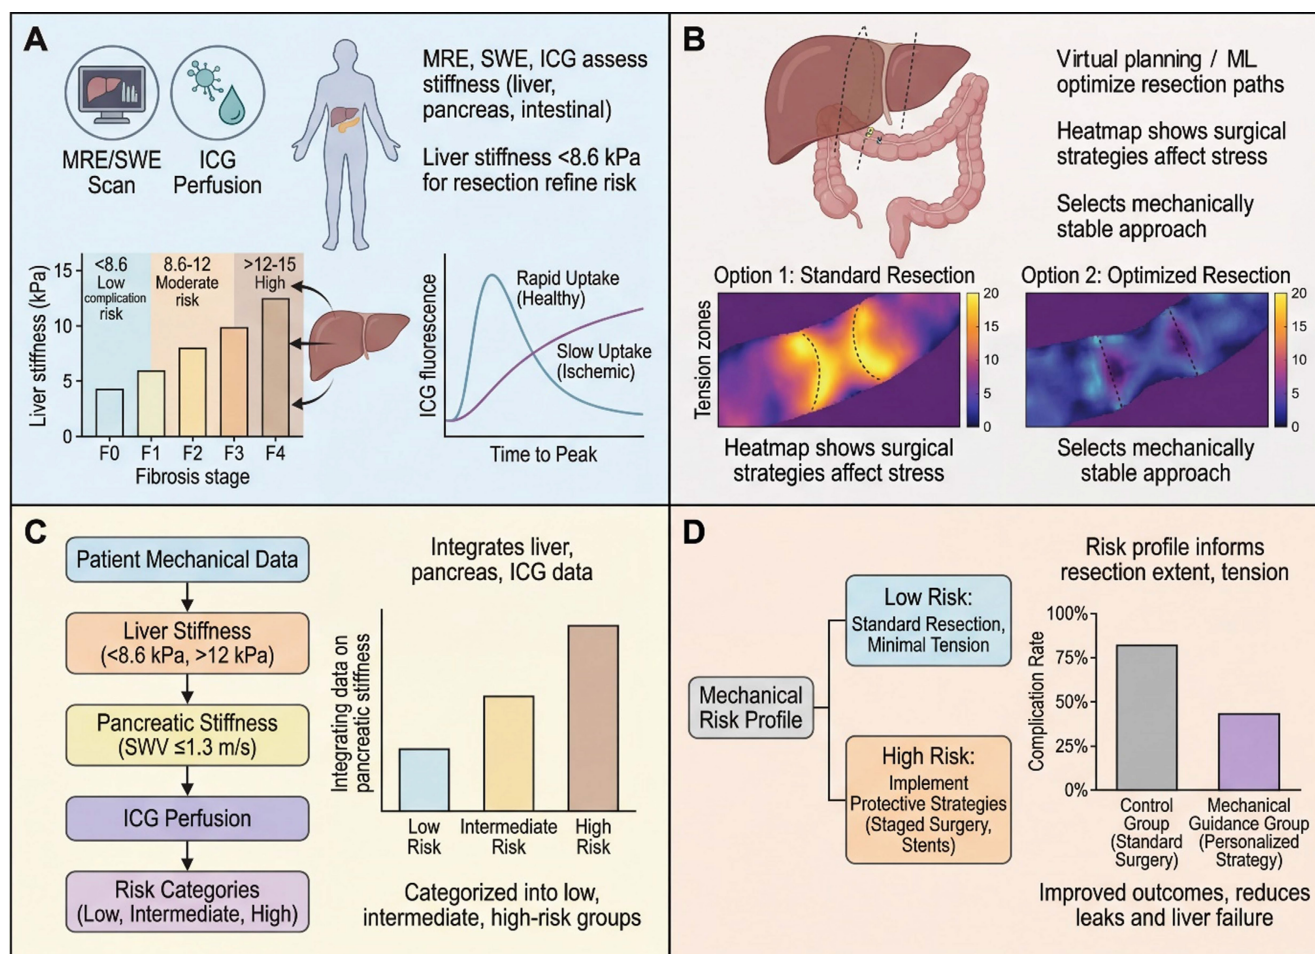 A
MRE/SWE
Scan
ICG
Perfusion
MRE, SWE, ICG assess
stiffness (liver,
pancreas, intestinal)
Liver stiffness <8.6 kPa
for resection refine risk
Liver stiffness (kPa)
15
10
5
0
<8.6
Low
complication
risk
8.6-12
Moderate
risk
>12-15
High
F0
F1
F2
F3
F4
Fibrosis stage
ICG fluorescence
Rapid Uptake
(Healthy)
Slow Uptake
(Ischemic)
Time to Peak
B
Virtual planning / ML
optimize resection paths
Heatmap shows surgical
strategies affect stress
Selects mechanically
stable approach
Option 1: Standard Resection
Tension zones
20
15
10
5
0
Heatmap shows surgical
strategies affect stress
Option 2: Optimized Resection
20
15
10
5
0
Selects mechanically
stable approach
C
Patient Mechanical Data
Liver Stiffness
(<8.6 kPa, >12 kPa)
Pancreatic Stiffness
(SWV ≤1.3 m/s)
ICG Perfusion
Risk Categories
(Low, Intermediate, High)
Integrates liver,
pancreas, ICG data
Integrating data on
pancreatic stiffness
Low
Risk
Intermediate
Risk
High
Risk
Categorized into low,
intermediate, high-risk groups
D
Mechanical
Risk Profile
Low Risk:
Standard Resection,
Minimal Tension
High Risk:
Implement
Protective Strategies
(Staged Surgery,
Stents)
Risk profile informs
resection extent, tension
Complication Rate
100%
75%
50%
25%
0%
Control
Group
(Standard
Surgery)
Mechanical
Guidance Group
(Personalized
Strategy)
Improved outcomes, reduces
leaks and liver failure